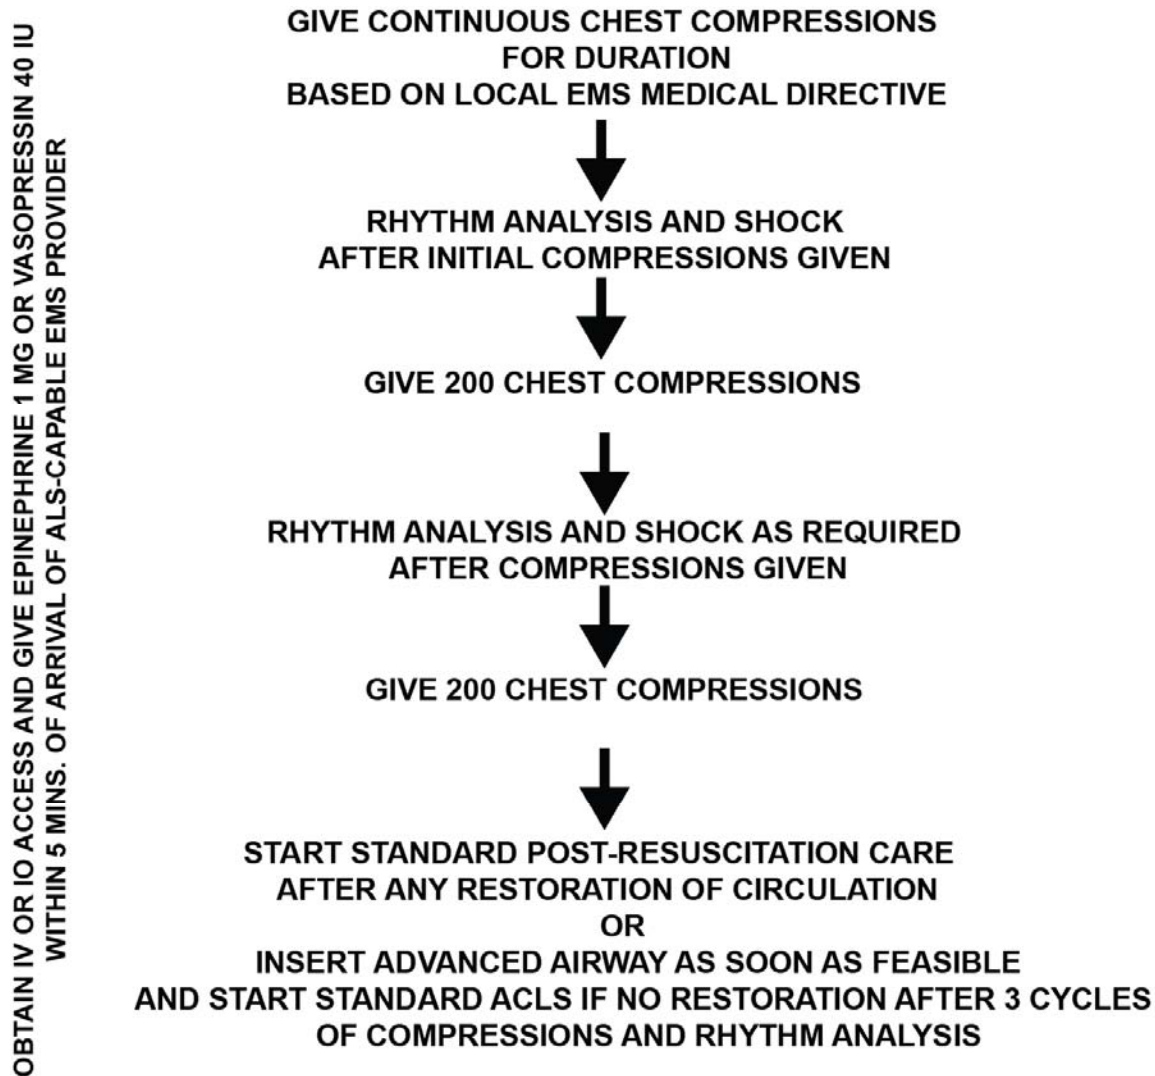 OBTAIN IV OR IO ACCESS AND GIVE EPINEPHRINE 1 MG OR VASOPRESSIN 40 IU
WITHIN 5 MINS. OF ARRIVAL OF ALS-CAPABLE EMS PROVIDER
GIVE CONTINUOUS CHEST COMPRESSIONS
FOR DURATION
BASED ON LOCAL EMS MEDICAL DIRECTIVE
RHYTHM ANALYSIS AND SHOCK
AFTER INITIAL COMPRESSIONS GIVEN
GIVE 200 CHEST COMPRESSIONS
RHYTHM ANALYSIS AND SHOCK AS REQUIRED
AFTER COMPRESSIONS GIVEN
GIVE 200 CHEST COMPRESSIONS
START STANDARD POST-RESUSCITATION CARE
AFTER ANY RESTORATION OF CIRCULATION
OR
INSERT ADVANCED AIRWAY AS SOON AS FEASIBLE
AND START STANDARD ACLS IF NO RESTORATION AFTER 3 CYCLES
OF COMPRESSIONS AND RHYTHM ANALYSIS